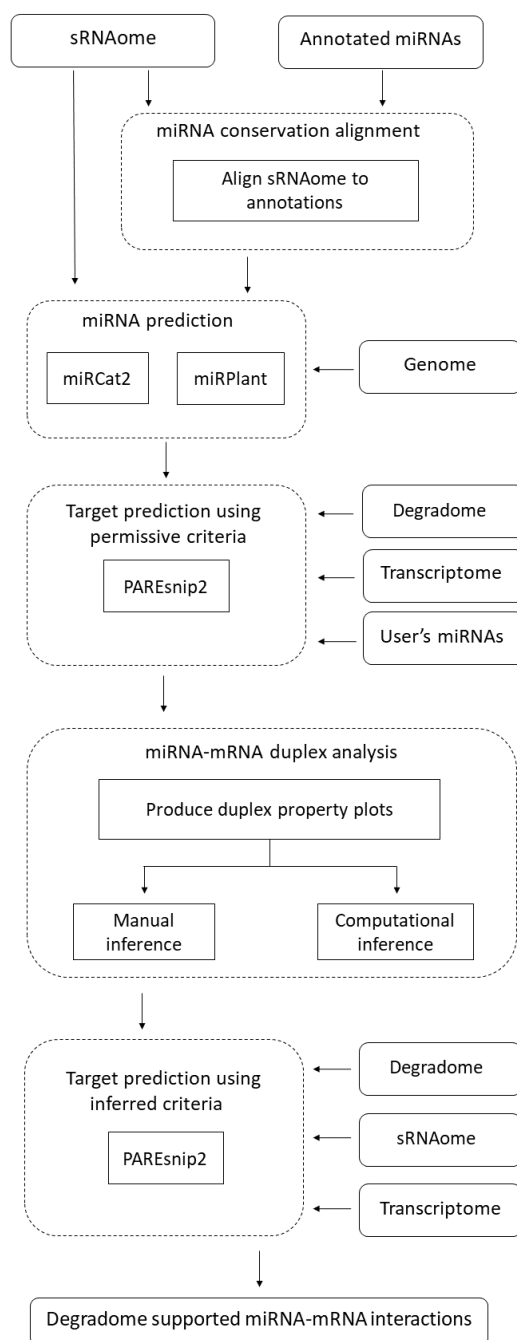 sRNAome
Annotated miRNAs
miRNA conservation alignment
Align sRNAome to
annotations
miRNA prediction
miRCat2
miRPlant
Genome
Target prediction using
permissive criteria
PAREsnip2
Degradome
Transcriptome
User's miRNAs
miRNA-mRNA duplex analysis
Produce duplex property plots
Manual
inference
Computational
inference
Target prediction using
inferred criteria
PAREsnip2
Degradome
sRNAome
Transcriptome
Degradome supported miRNA-mRNA interactions